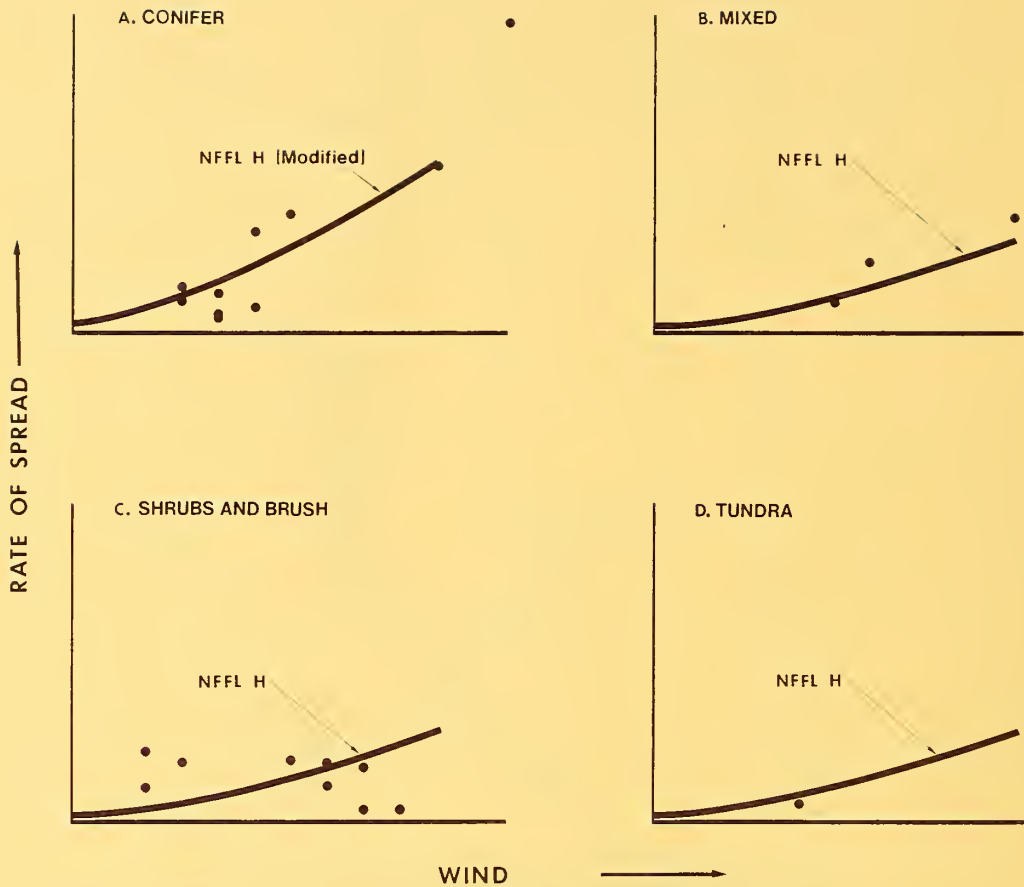 A. CONIFER
NFFL H (Modified)
B. MIXED
NFFL H
RATE OF SPREAD
C. SHRUBS AND BRUSH
NFFL H
D. TUNDRA
NFFL H
WIND